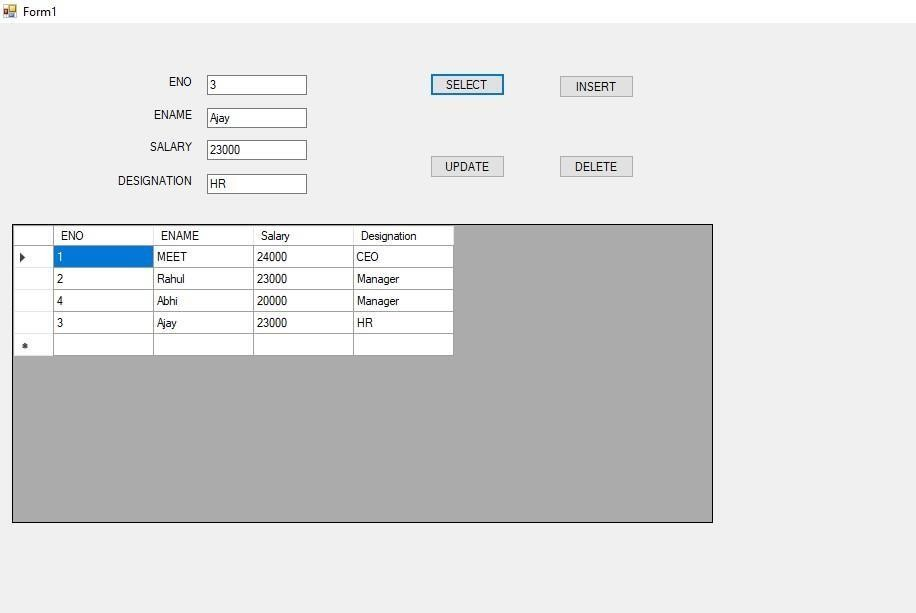 Form1
ENO 3 SELECT INSERT
ENAME Ajay
SALARY 23000
UPDATE DELETE
DESIGNATION HR
ENO ENAME Salary Designation
1 MEET 24000 CEO
2 Rahul 23000 Manager
4 Abhi 20000 Manager
3 Ajay 23000 HR
*